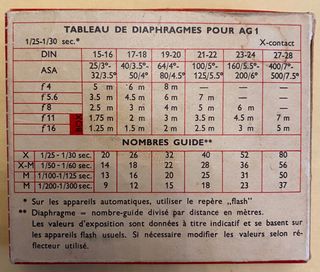 TABLEAU DE DIAPHRAGMES POUR AG 1
1/25-1/30 sec.* X-contact
DIN 15-16 17-18 19-20 21-22 23-24 27-28
ASA 25/3°- 40/3.5°- 64/4°- 100/5°- 160/5.5°- 400/7°-
32/3.5° 50/4° 80/4.5° 125/5.5° 200/6° 500/7.5°
f 4 5 m 6 m 8 m — — —
f 5.6 3.5 m 4.5 m 6 m — 7 m —
f 8 2.5 m 3 m 4 m 5 m 6 m —
f 11 1.75 m 2 m 3 m 3.5 m 4.5 m 7 m
f 16 BOX 1.25 m 1.5 m 2 m 2.5 m 3 m 5 m
NOMBRES GUIDE**
X 1/25 -1/30 sec. 20 26 32 40 52 80
X-M 1/50 -1/60 sec. 14 18 22 28 36 56
M 1/100-1/125 sec. 10 13 16 20 25 50
M 1/200-1/300 sec. 9 12 15 18 23 37
* Sur les appareils automatiques, utiliser le repère „flash"
** Diaphragme = nombre-guide divisé par distance en mètres.
Les valeurs d'exposition sont données à titre indicatif et se basent sur
les appareils flash usuels. Si nécessaire modifier les valeurs selon ré-
flecteur utilisé.